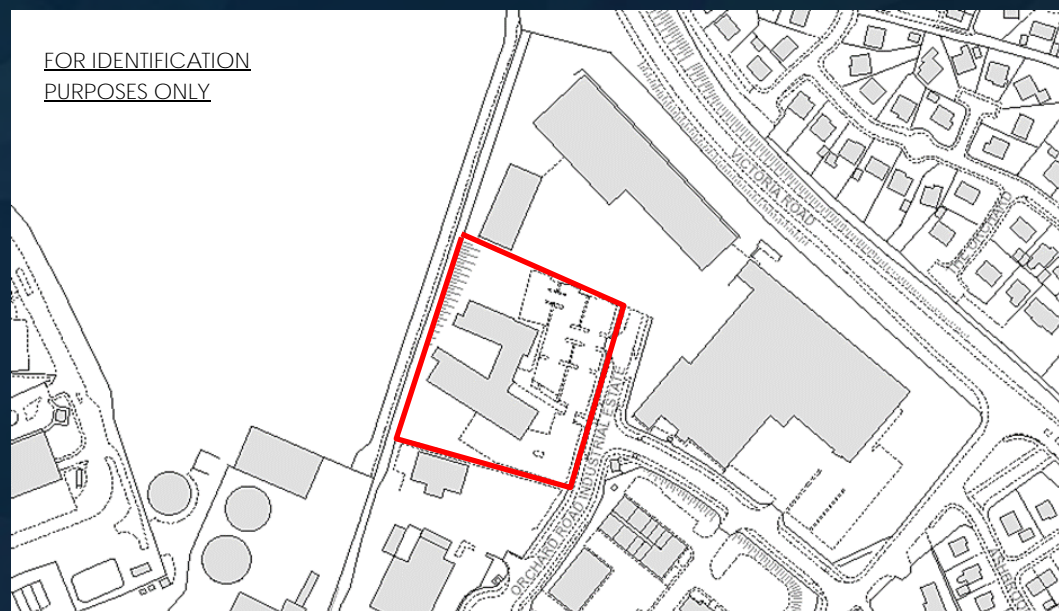 FOR IDENTIFICATION
PURPOSES ONLY
VICTORIA ROAD
ORCHARD ROAD INDUSTRIAL ESTATE